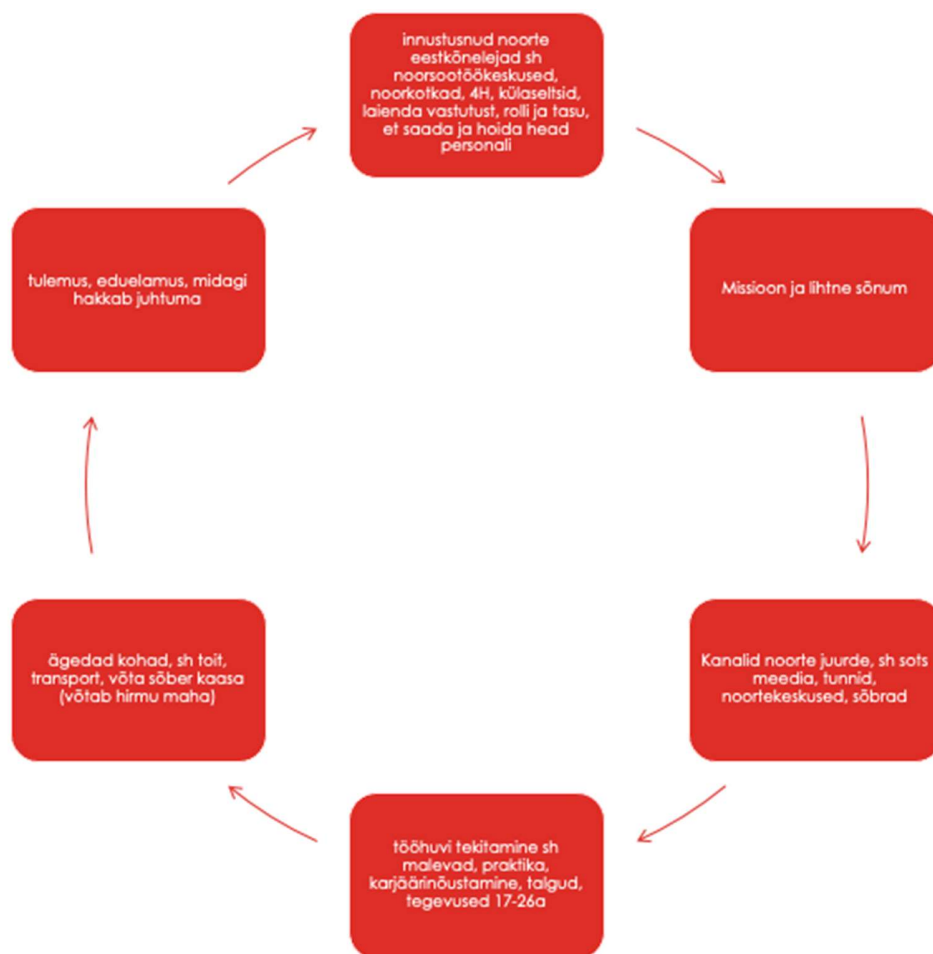 innustusnud noorte
eestkõnelejad sh
noorsootöökeskused,
noorkotkad, 4H, külaseltsid,
laienda vastutust, rolli ja tasu,
et saada ja hoida head
personali
Missioon ja lihtne sõnum
Kanalid noorte juurde, sh sots
meedia, tunnid,
noortekeskused, sõbrad
tööhuvi tekitamine sh
malevad, praktika,
karjäärinõustamine, talgud,
tegevused 17-26a
ägedad kohad, sh toit,
transport, võta sõber kaasa
(võtab hirmu maha)
tulemus, eduelamus, midagi
hakkab juhtuma